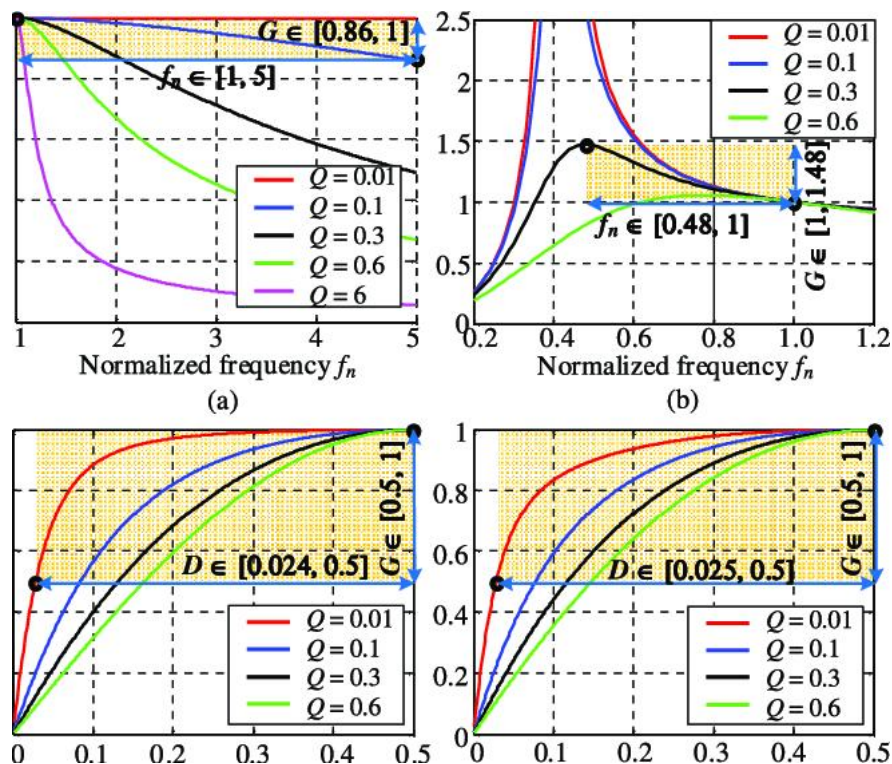 G ∈ [0.86, 1]
f_n ∈ [1, 5]
Q = 0.01
Q = 0.1
Q = 0.3
Q = 0.6
Q = 6
1 2 3 4 5
Normalized frequency f_n
(a)
2.5
2
1.5
1
0.5
0
Q = 0.01
Q = 0.1
Q = 0.3
Q = 0.6
f_n ∈ [0.48, 1]
G ∈ [1, 1.48]
0.2 0.4 0.6 0.8 1.0 1.2
Normalized frequency f_n
(b)
G ∈ [0.5, 1]
D ∈ [0.024, 0.5]
Q = 0.01
Q = 0.1
Q = 0.3
Q = 0.6
0 0.1 0.2 0.3 0.4 0.5
1
0.8
0.6
0.4
0.2
0
G ∈ [0.5, 1]
D ∈ [0.025, 0.5]
Q = 0.01
Q = 0.1
Q = 0.3
Q = 0.6
0 0.1 0.2 0.3 0.4 0.5